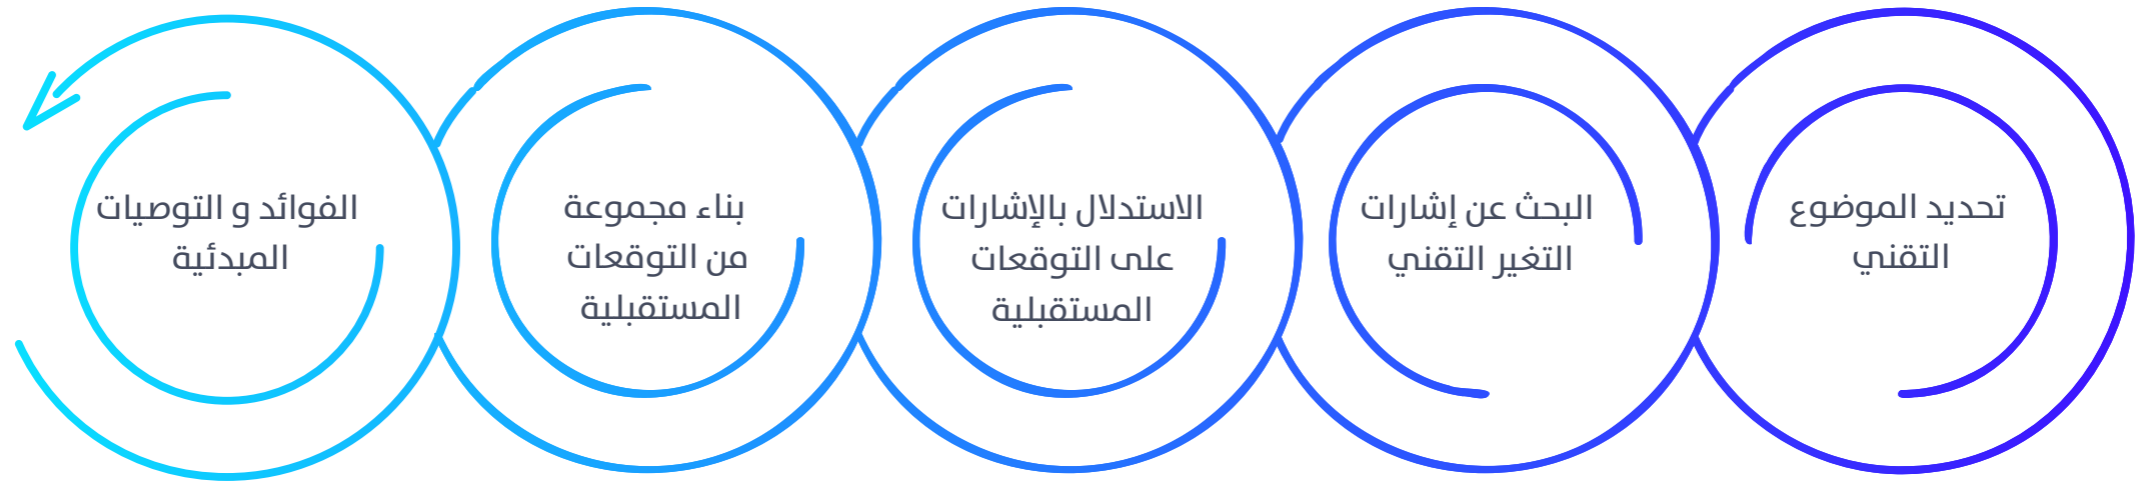 تحديد الموضوع
التقني
البحث عن إشارات
التغير التقني
الاستدلال بالإشارات
على التوقعات
المستقبلية
بناء مجموعة
من التوقعات
المستقبلية
الفوائد و التوصيات
المبدئية